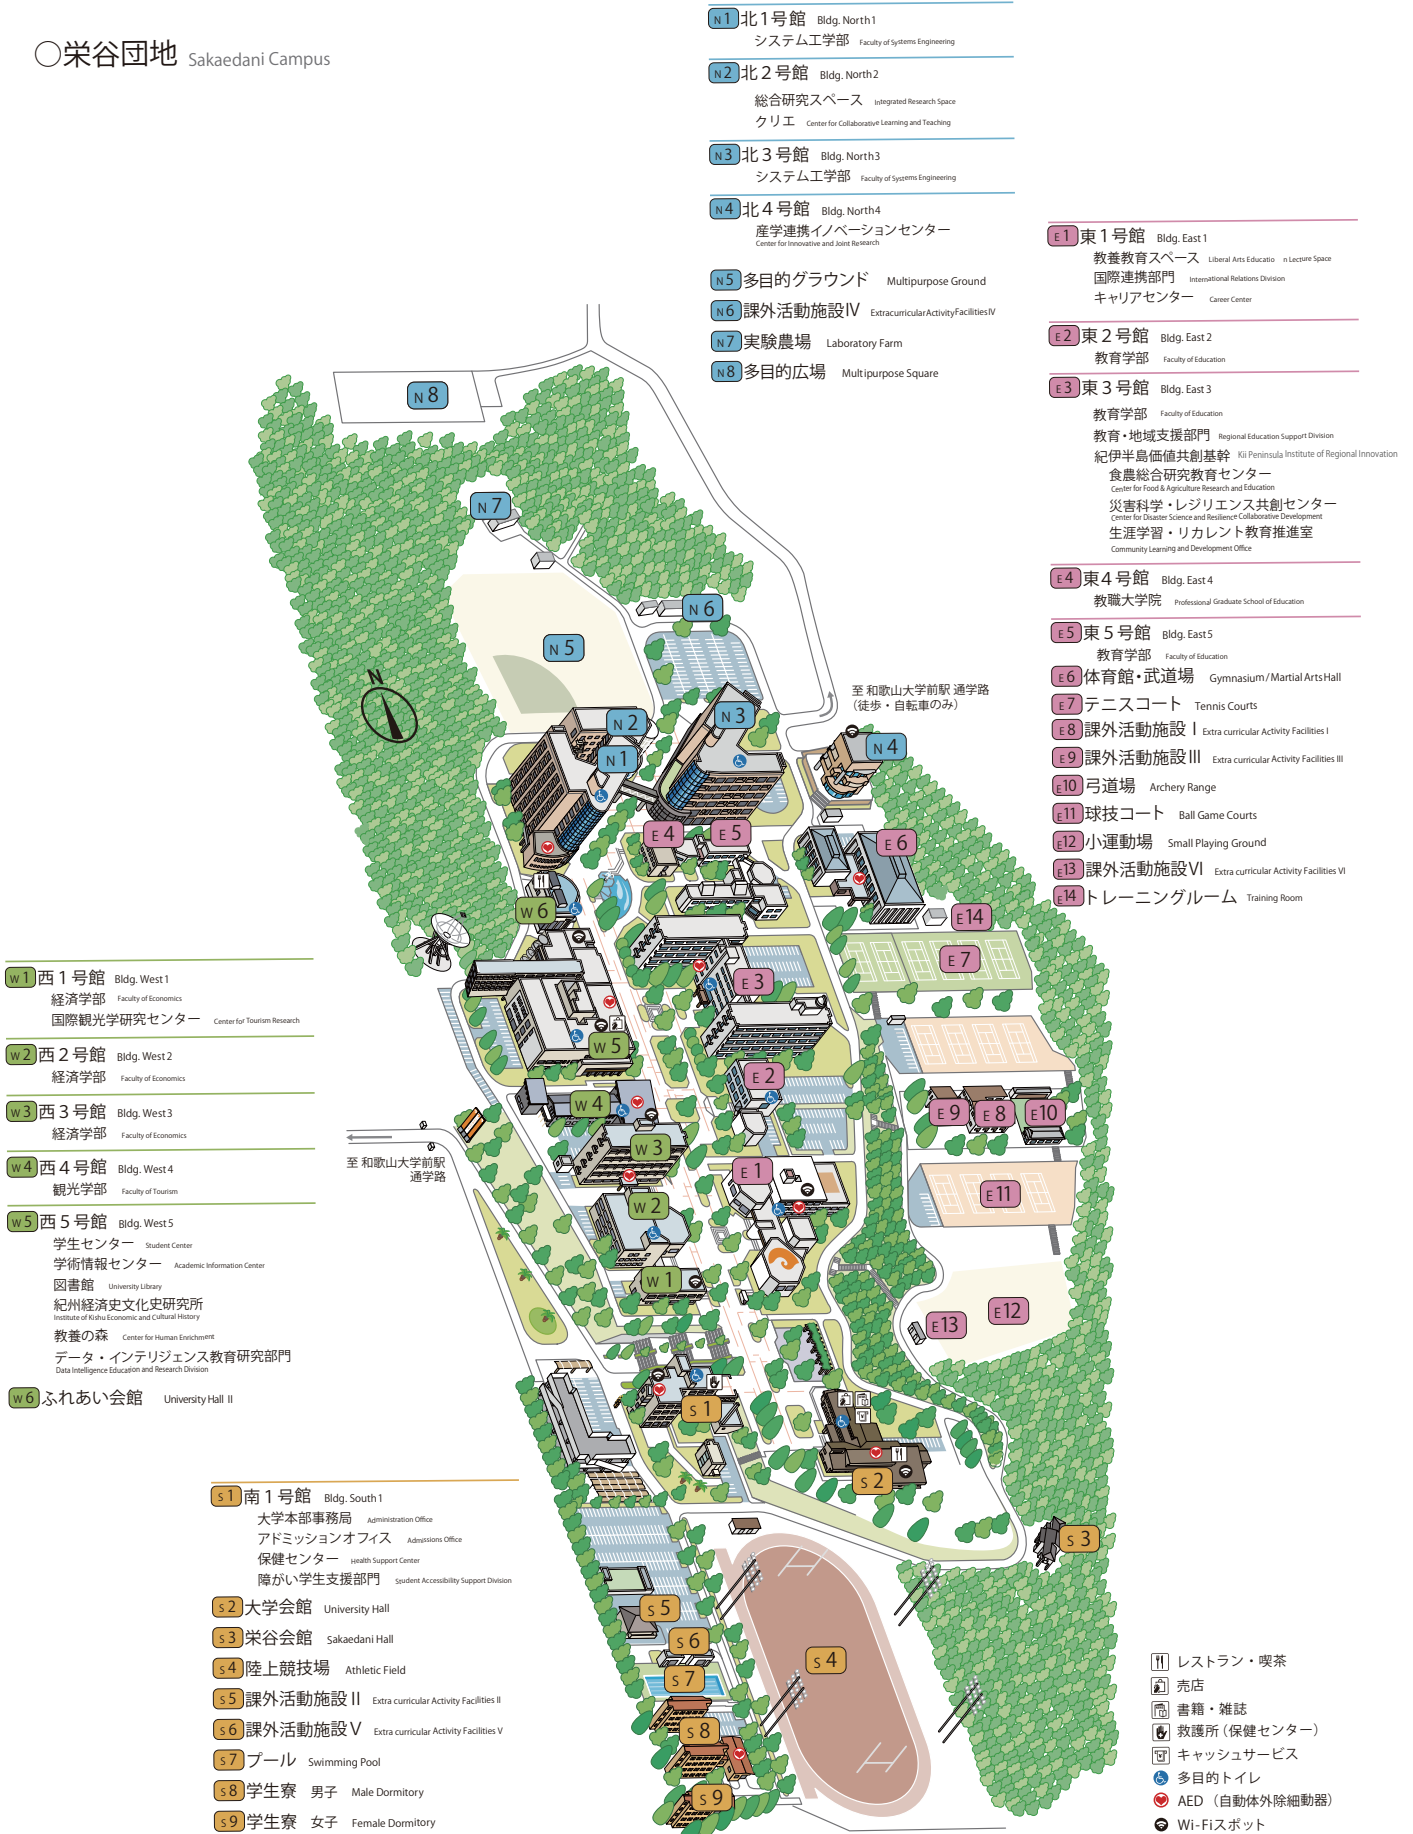 ○栄谷団地 Sakaedani Campus
N1 北1号館 Bldg. North1
システム工学部 Faculty of Systems Engineering
N2 北2号館 Bldg. North2
総合研究スペース Integrated Research Space
クリエ Center for Collaborative Learning and Teaching
N3 北3号館 Bldg. North3
システム工学部 Faculty of Systems Engineering
N4 北4号館 Bldg. North4
産学連携イノベーションセンター
Center for Innovative and Joint Research
N5 多目的グラウンド Multipurpose Ground
N6 課外活動施設Ⅳ Extracurricular Activity Facilities Ⅳ
N7 実験農場 Laboratory Farm
N8 多目的広場 Multipurpose Square
E1 東1号館 Bldg. East1
教養教育スペース Liberal Arts Educatio n Lecture Space
国際連携部門 International Relations Division
キャリアセンター Career Center
E2 東2号館 Bldg. East2
教育学部 Faculty of Education
E3 東3号館 Bldg. East3
教育学部 Faculty of Education
教育・地域支援部門 Regional Education Support Division
紀伊半島価値共創基幹 Kii Peninsula Institute of Regional Innovation
食農総合研究教育センター
Center for Food & Agriculture Research and Education
災害科学・レジリエンス共創センター
Center for Disaster Science and Resilience Collaborative Development
生涯学習・リカレント教育推進室
Community Learning and Development Office
E4 東4号館 Bldg. East4
教職大学院 Professional Graduate School of Education
E5 東5号館 Bldg. East5
教育学部 Faculty of Education
E6 体育館・武道場 Gymnasium/Martial Arts Hall
E7 テニスコート Tennis Courts
E8 課外活動施設Ⅰ Extra curricular Activity Facilities Ⅰ
E9 課外活動施設Ⅲ Extra curricular Activity Facilities Ⅲ
E10 弓道場 Archery Range
E11 球技コート Ball Game Courts
E12 小運動場 Small Playing Ground
E13 課外活動施設Ⅵ Extra curricular Activity Facilities Ⅵ
E14 トレーニングルーム Training Room
N8
N7
N6
N5
N
N2
N3
N1
N4
至 和歌山大学前駅 通学路
（徒歩・自転車のみ）
E4
E5
E6
W6
E14
E7
E3
W5
E2
W4
E9
E8
E10
W3
E1
E11
W2
W1
E12
E13
至 和歌山大学前駅
通学路
S1
S2
S3
S5
S6
S4
S7
S8
S9
W1 西1号館 Bldg. West1
経済学部 Faculty of Economics
国際観光学研究センター Center for Tourism Research
W2 西2号館 Bldg. West2
経済学部 Faculty of Economics
W3 西3号館 Bldg. West3
経済学部 Faculty of Economics
W4 西4号館 Bldg. West4
観光学部 Faculty of Tourism
W5 西5号館 Bldg. West5
学生センター Student Center
学術情報センター Academic Information Center
図書館 University Library
紀州経済史文化史研究所
Institute of Kishu Economic and Cultural History
教養の森 Center for Human Enrichment
データ・インテリジェンス教育研究部門
Data Intelligence Education and Research Division
W6 ふれあい会館 University Hall Ⅱ
S1 南1号館 Bldg. South1
大学本部事務局 Administration Office
アドミッションオフィス Admissions Office
保健センター Health Support Center
障がい学生支援部門 Student Accessibility Support Division
S2 大学会館 University Hall
S3 栄谷会館 Sakaedani Hall
S4 陸上競技場 Athletic Field
S5 課外活動施設Ⅱ Extra curricular Activity Facilities Ⅱ
S6 課外活動施設Ⅴ Extra curricular Activity Facilities Ⅴ
S7 プール Swimming Pool
S8 学生寮 男子 Male Dormitory
S9 学生寮 女子 Female Dormitory
レストラン・喫茶
売店
書籍・雑誌
救護所（保健センター）
キャッシュサービス
多目的トイレ
AED（自動体外除細動器）
Wi-Fiスポット